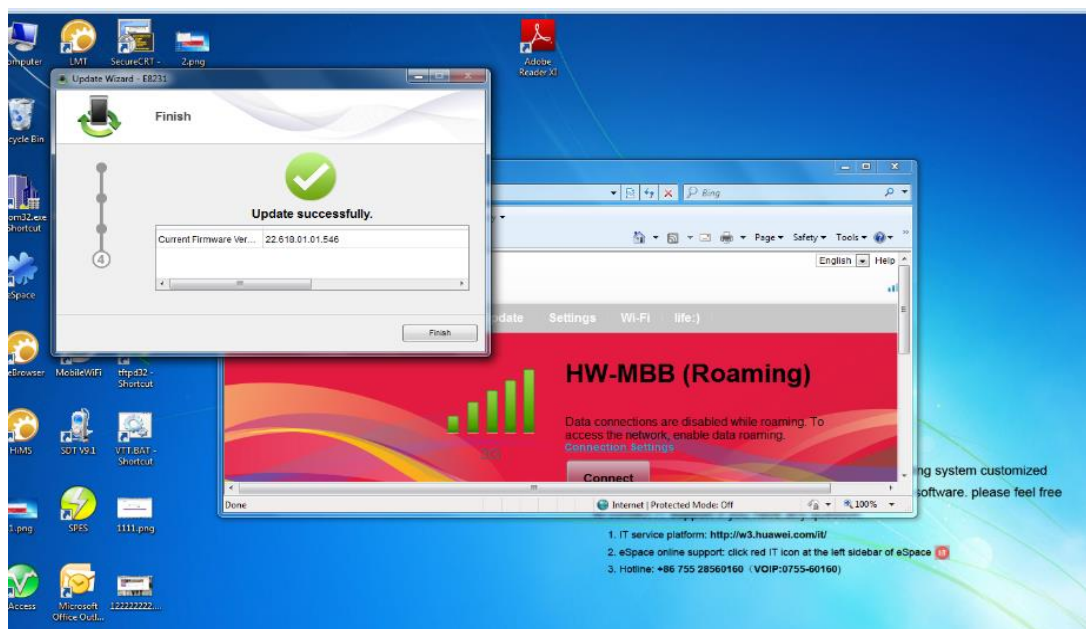 LMT
SecureCRT -
2.png
Adobe
Reader XI
Update Wizard - E8231
Finish
Update successfully.
Current Firmware Ver... 22.618.01.01.546
4
Finish
Bing
Page Safety Tools
English Help
Settings Wi-Fi life:)
HW-MBB (Roaming)
Data connections are disabled while roaming. To
access the network, enable data roaming.
Connection Settings
3G
Connect
Done
Internet | Protected Mode: Off
100%
MobileWiFi
tftpd32 -
Shortcut
HiMS
SDT V9.1
VTT.BAT -
Shortcut
1.png
SPES
1111.png
Access
Microsoft
Office Outl...
122222222....
ng system customized
software. please feel free
1. IT service platform: http://w3.huawei.com/it/
2. eSpace online support: click red IT icon at the left sidebar of eSpace
3. Hotline: +86 755 28560160（VOIP:0755-60160)